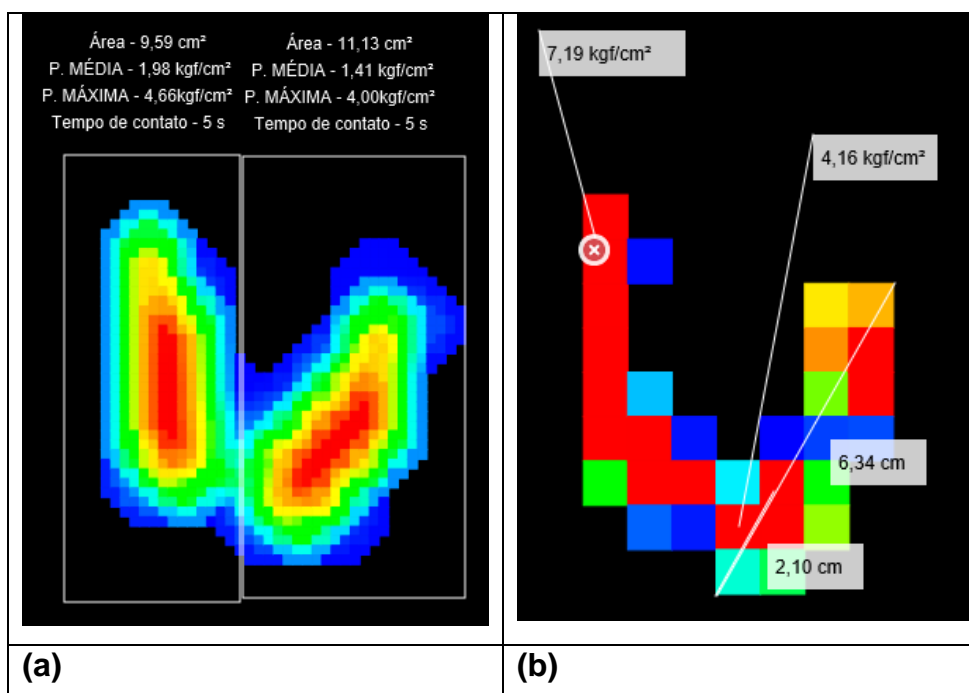 Área - 9,59 cm²
P. MÉDIA - 1,98 kgf/cm²
P. MÁXIMA - 4,66kgf/cm²
Tempo de contato - 5 s
Área - 11,13 cm²
P. MÉDIA - 1,41 kgf/cm²
P. MÁXIMA - 4,00kgf/cm²
Tempo de contato - 5 s
7,19 kgf/cm²
4,16 kgf/cm²
6,34 cm
2,10 cm
(a)
(b)